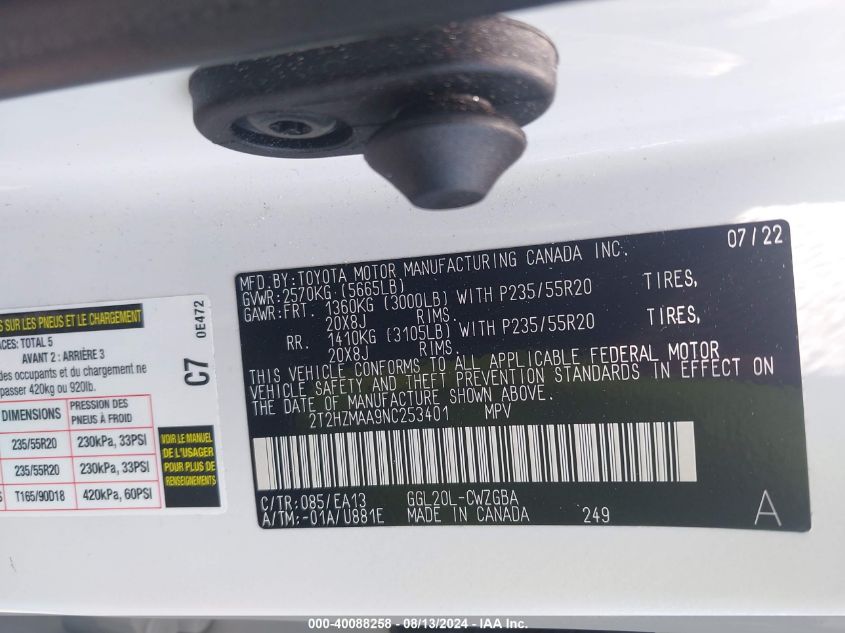 S SUR LES PNEUS ET LE CHARGEMENT
ACES: TOTAL 5
AVANT 2 : ARRIÈRE 3
des occupants et du chargement ne
passer 420kg ou 920lb.
DIMENSIONS
PRESSION DES PNEUS À FROID
235/55R20 230kPa, 33PSI
235/55R20 230kPa, 33PSI
S T165/90D18 420kPa, 60PSI
VOIR LE MANUEL
DE L'USAGER
POUR PLUS DE
RENSEIGNEMENTS
C7 0E472
07/22
MFD.BY:TOYOTA MOTOR MANUFACTURING CANADA INC.
GVWR:2570KG (5665LB)
GAWR:FRT. 1360KG (3000LB) WITH P235/55R20 TIRES,
20X8J RIMS.
RR. 1410KG (3105LB) WITH P235/55R20 TIRES,
20X8J RIMS.
THIS VEHICLE CONFORMS TO ALL APPLICABLE FEDERAL MOTOR
VEHICLE SAFETY AND THEFT PREVENTION STANDARDS IN EFFECT ON
THE DATE OF MANUFACTURE SHOWN ABOVE.
2T2HZMAA9NC253401 MPV
C/TR:085/EA13 GGL20L-CWZGBA
A/TM:-01A/U881E MADE IN CANADA 249 A
000-40088258 - 08/13/2024 - IAA Inc.